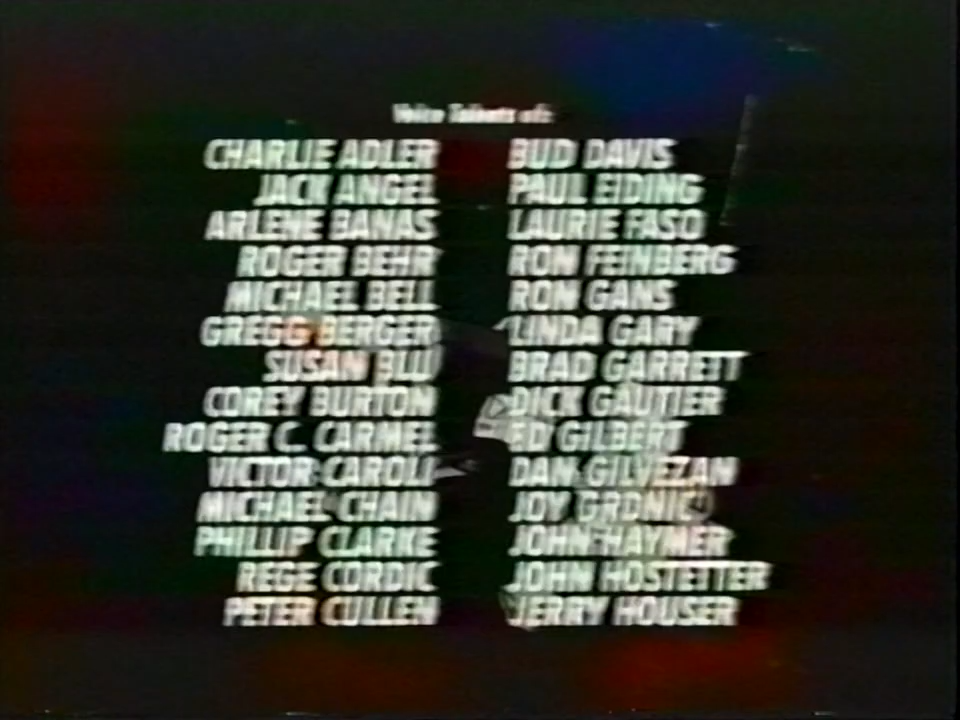 Voice Talents of:
CHARLIE ADLER
JACK ANGEL
ARLENE BANAS
ROGER BEHR
MICHAEL BELL
GREGG BERGER
SUSAN BLU
COREY BURTON
ROGER C. CARMEL
VICTOR CAROLI
MICHAEL CHAIN
PHILLIP CLARKE
REGE CORDIC
PETER CULLEN
BUD DAVIS
PAUL EIDING
LAURIE FASO
RON FEINBERG
RON GANS
LINDA GARY
BRAD GARRETT
DICK GAUTIER
ED GILBERT
DAN GILVEZAN
JOY GRDNIC
JOHN HAYMER
JOHN HOSTETTER
JERRY HOUSER